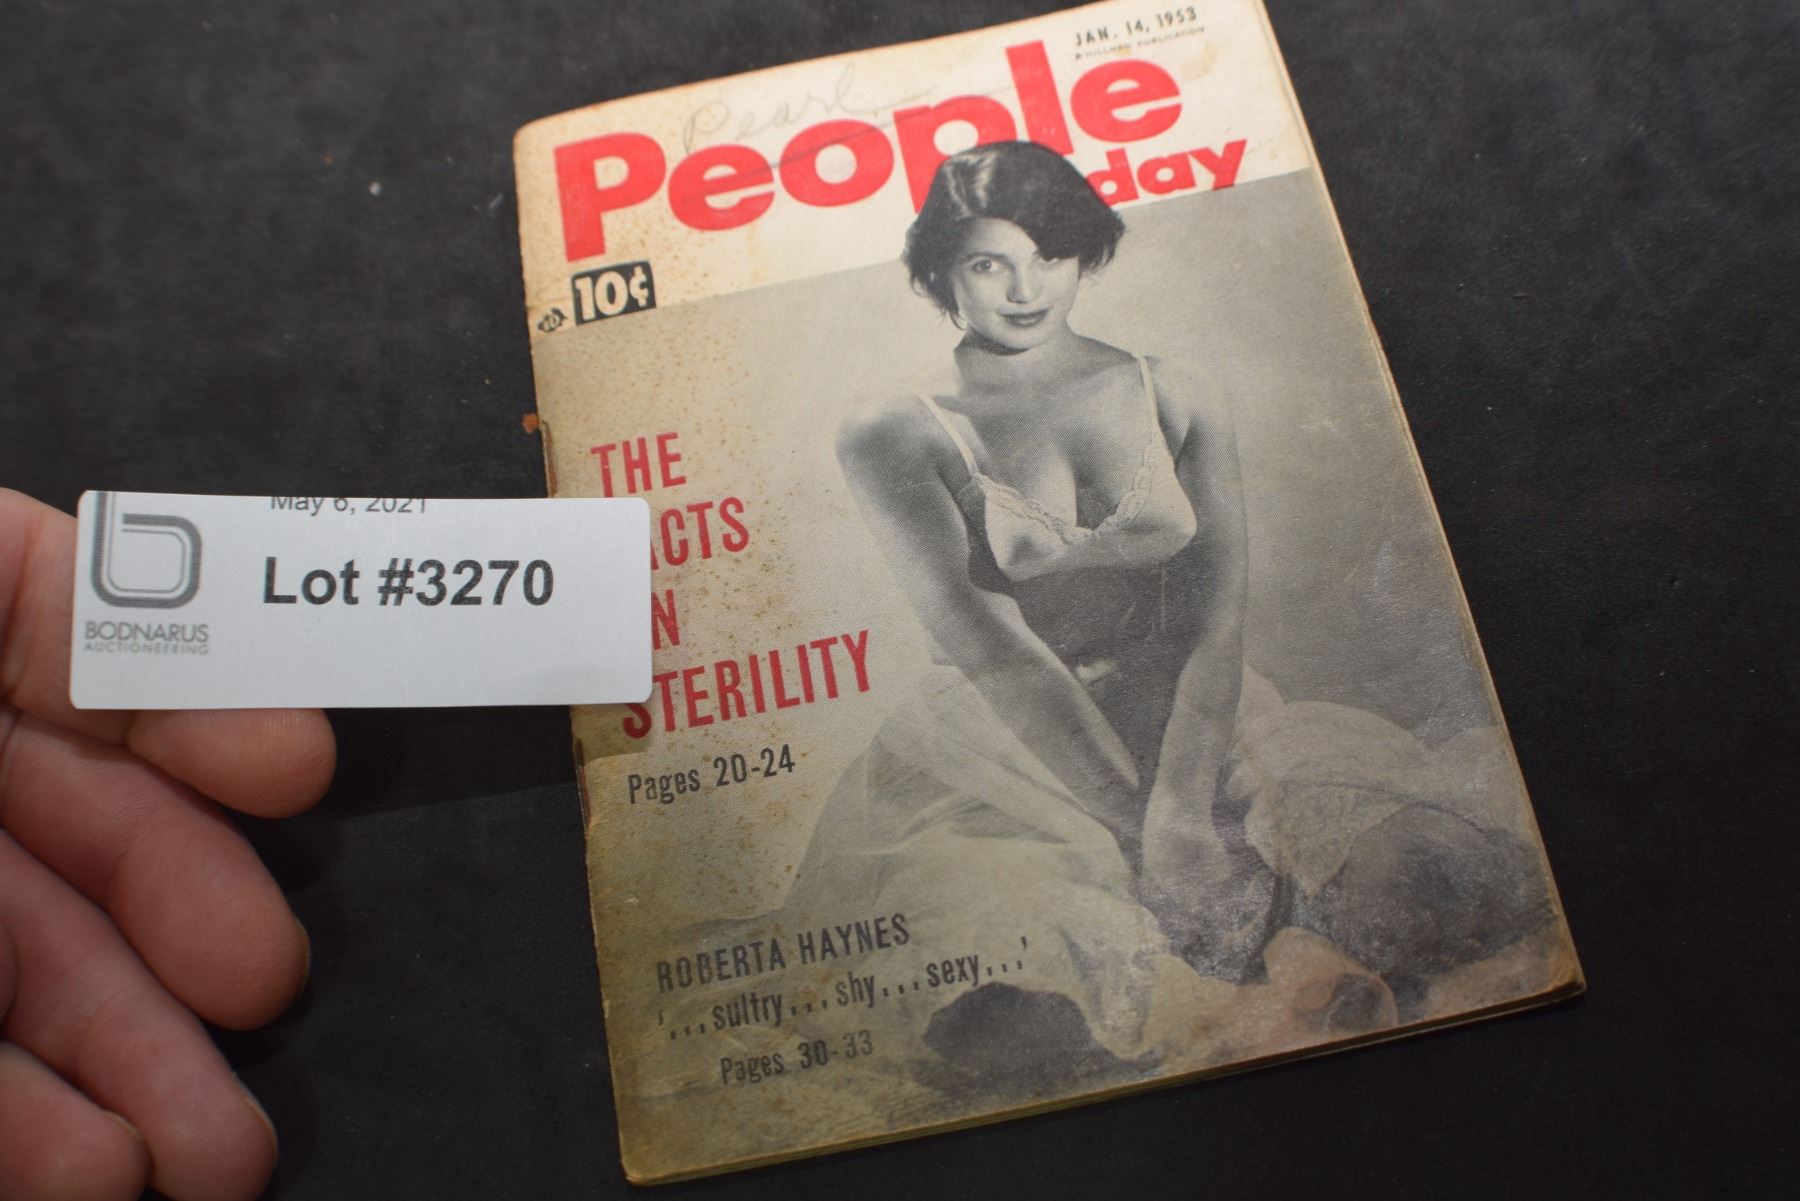 JAN. 14, 1953
A HILLMAN PUBLICATION
Pearl
People
day
10¢
THE
ACTS
N
STERILITY
Pages 20-24
ROBERTA HAYNES
'...sultry...shy...sexy...'
Pages 30-33
May 6, 2021
Lot #3270
BODNARUS
AUCTIONEERING